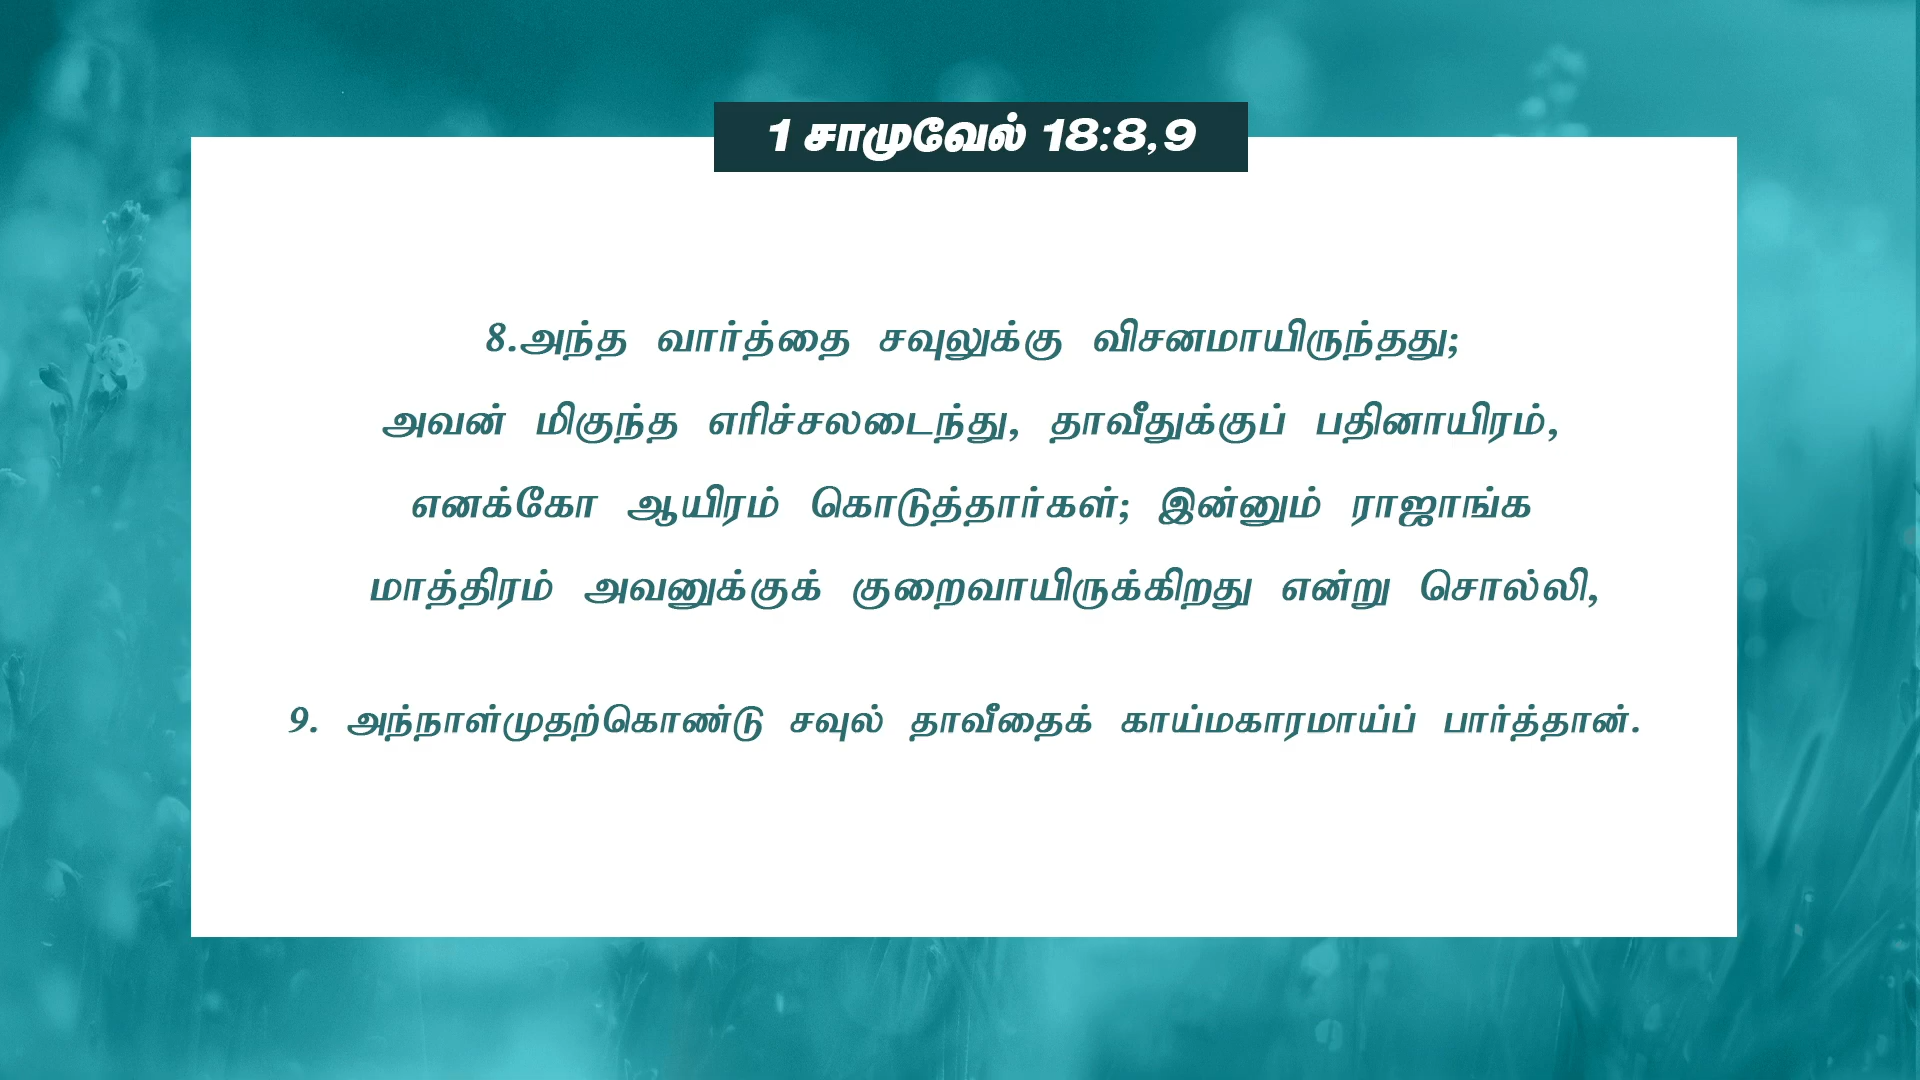 1 சாமுவேல் 18:8,9
8.அந்த வார்த்தை சவுலுக்கு விசனமாயிருந்தது;
அவன் மிகுந்த எரிச்சலடைந்து, தாவீதுக்குப் பதினாயிரம்,
எனக்கோ ஆயிரம் கொடுத்தார்கள்; இன்னும் ராஜாங்க
மாத்திரம் அவனுக்குக் குறைவாயிருக்கிறது என்று சொல்லி,
9. அந்நாள்முதற்கொண்டு சவுல் தாவீதைக் காய்மகாரமாய்ப் பார்த்தான்.